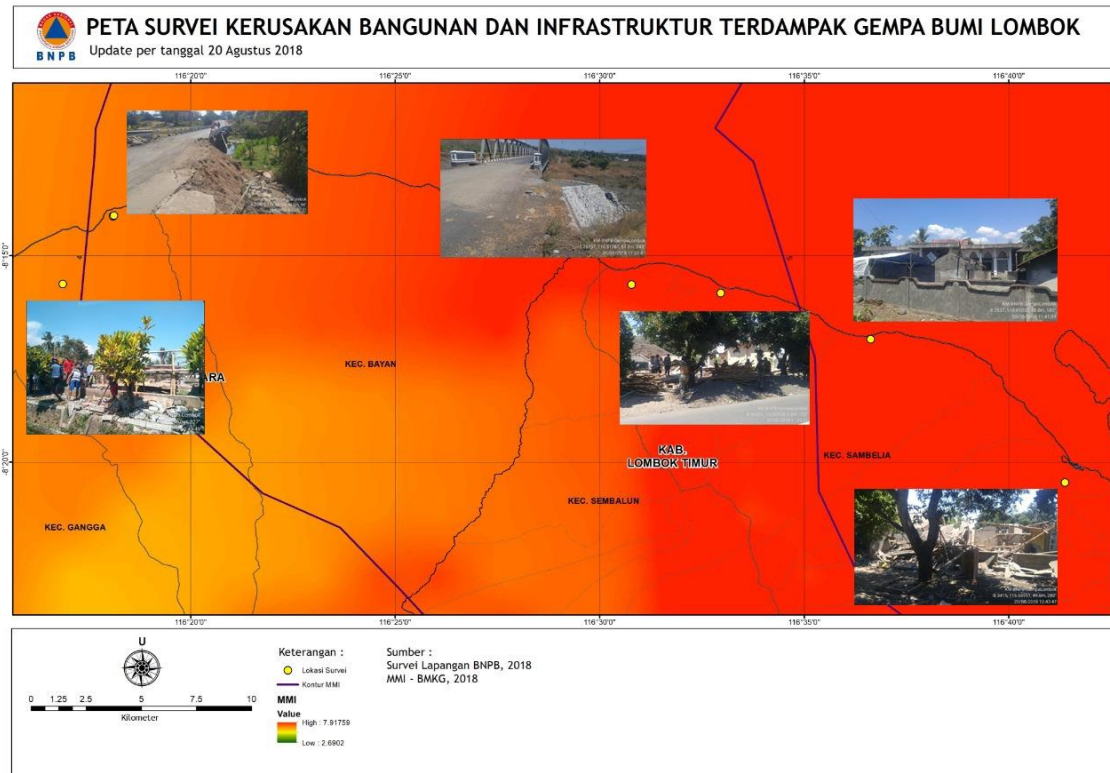 BNPB
PETA SURVEI KERUSAKAN BANGUNAN DAN INFRASTRUKTUR TERDAMPAK GEMPA BUMI LOMBOK
Update per tanggal 20 Agustus 2018
116°20'0"
116°25'0"
116°30'0"
116°35'0"
116°40'0"
-8°15'0"
-8°20'0"
ARA
KEC. BAYAN
KAB.
LOMBOK TIMUR
KEC. SAMBELIA
KEC. SEMBALUN
KEC. GANGGA
116°20'0"
116°25'0"
116°30'0"
116°35'0"
116°40'0"
U
0 1.25 2.5 5 7.5 10
Kilometer
Keterangan :
Lokasi Survei
Kontur MMI
MMI
Value
High : 7.91759
Low : 2.6902
Sumber :
Survei Lapangan BNPB, 2018
MMI - BMKG, 2018